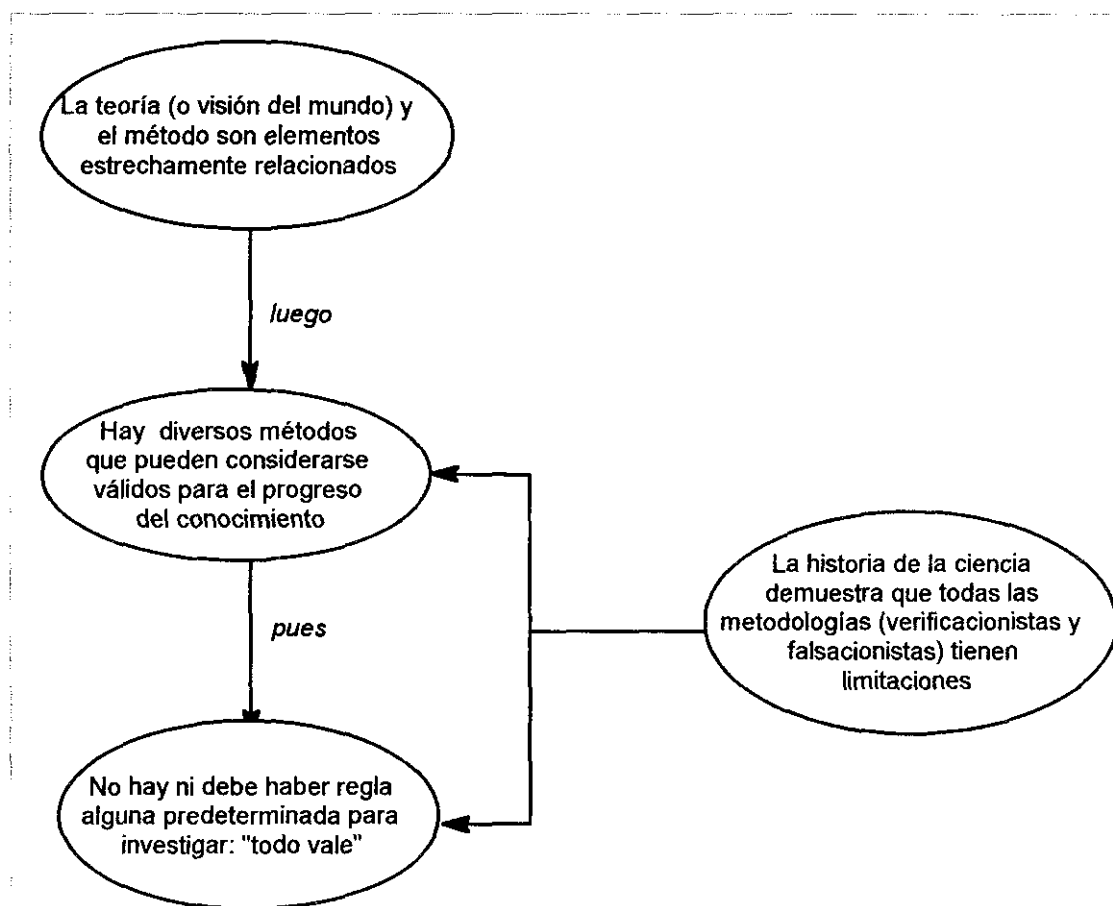 La teoría (o visión del mundo) y
el método son elementos
estrechamente relacionados
luego
Hay diversos métodos
que pueden considerarse
válidos para el progreso
del conocimiento
pues
No hay ni debe haber regla
alguna predeterminada para
investigar: "todo vale"
La historia de la ciencia
demuestra que todas las
metodologías (verificacionistas y
falsacionistas) tienen
limitaciones